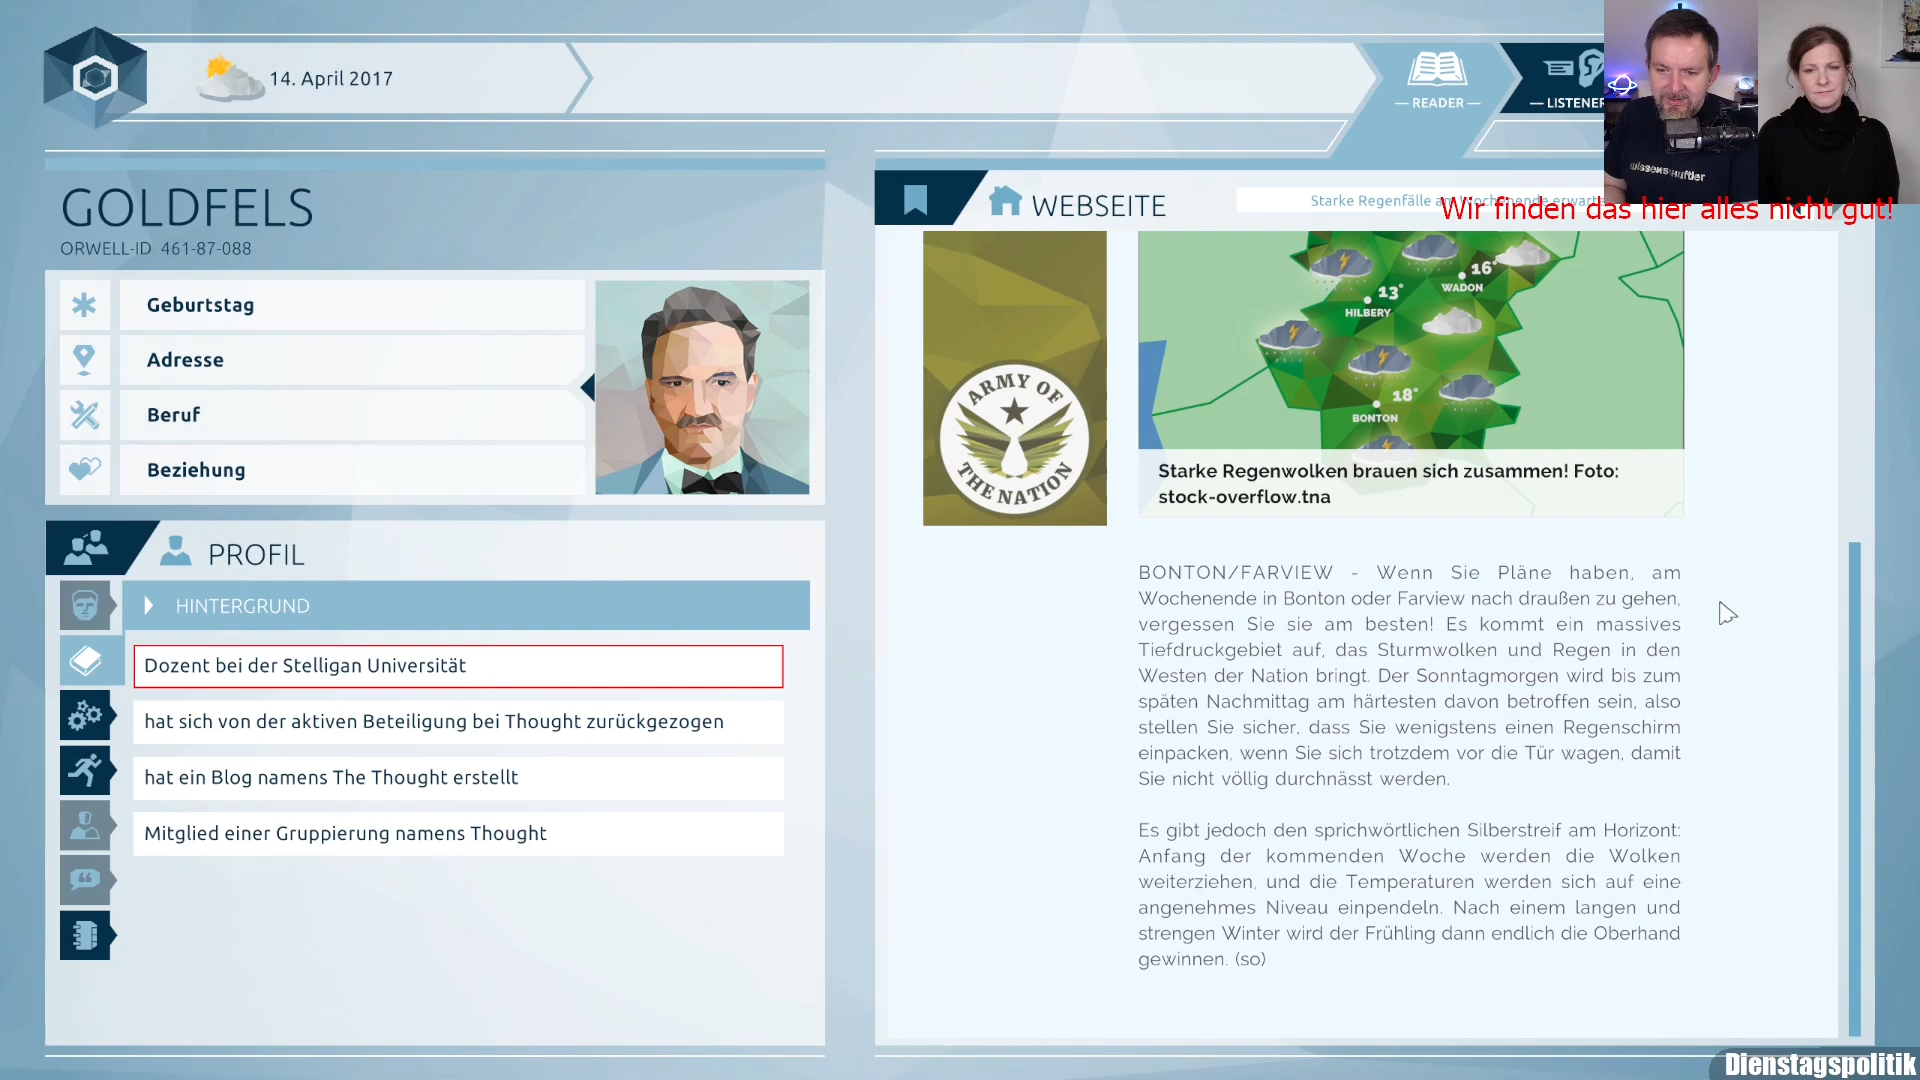 14. April 2017
— READER —
— LISTENER
wissensküftler
GOLDFELS
ORWELL-ID 461-87-088
WEBSEITE
Wir finden das hier alles nicht gut!
Geburtstag
Adresse
Beruf
Beziehung
16°
WADON
13°
HILBERY
18°
BONTON
ARMY OF
THE NATION
Starke Regenwolken brauen sich zusammen! Foto:
stock-overflow.tna
PROFIL
HINTERGRUND
Dozent bei der Stelligan Universität
hat sich von der aktiven Beteiligung bei Thought zurückgezogen
hat ein Blog namens The Thought erstellt
Mitglied einer Gruppierung namens Thought
BONTON/FARVIEW - Wenn Sie Pläne haben, am
Wochenende in Bonton oder Farview nach draußen zu gehen,
vergessen Sie sie am besten! Es kommt ein massives
Tiefdruckgebiet auf, das Sturmwolken und Regen in den
Westen der Nation bringt. Der Sonntagmorgen wird bis zum
späten Nachmittag am härtesten davon betroffen sein, also
stellen Sie sicher, dass Sie wenigstens einen Regenschirm
einpacken, wenn Sie sich trotzdem vor die Tür wagen, damit
Sie nicht völlig durchnässt werden.
Es gibt jedoch den sprichwörtlichen Silberstreif am Horizont:
Anfang der kommenden Woche werden die Wolken
weiterziehen, und die Temperaturen werden sich auf eine
angenehmes Niveau einpendeln. Nach einem langen und
strengen Winter wird der Frühling dann endlich die Oberhand
gewinnen. (so)
Dienstagspolitik